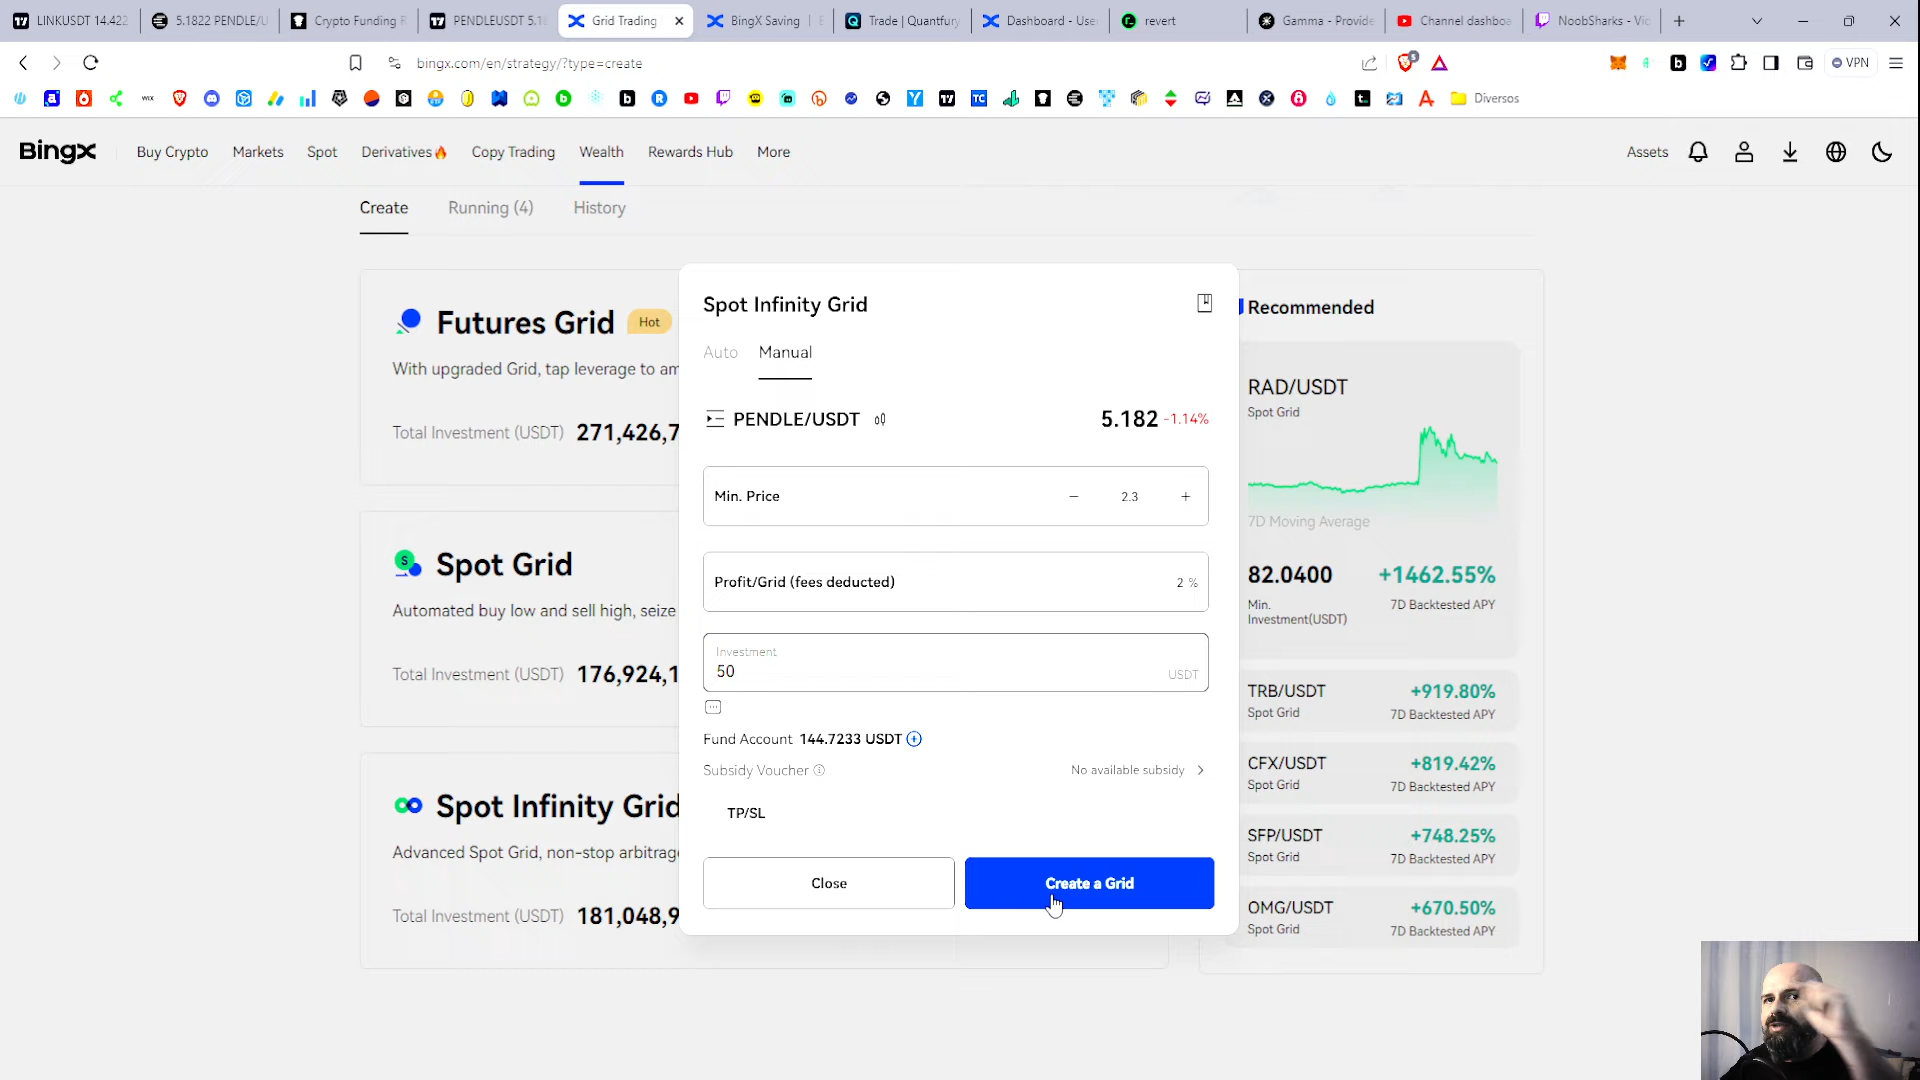 LINKUSDT 14.422
5.1822 PENDLE/U
Crypto Funding R
PENDLEUSDT 5.18
Grid Trading
BingX Saving
Trade | Quantfury
Dashboard - Use
revert
Gamma - Provide
Channel dashboa
NoobSharks - Vic
bingx.com/en/strategy/?type=create
VPN
Diversos
BingX
Buy Crypto
Markets
Spot
Derivatives
Copy Trading
Wealth
Rewards Hub
More
Assets
Create
Running (4)
History
Futures Grid
Hot
With upgraded Grid, tap leverage to am
Total Investment (USDT) 271,426,7
Spot Grid
Automated buy low and sell high, seize
Total Investment (USDT) 176,924,1
Spot Infinity Grid
Advanced Spot Grid, non-stop arbitrag
Total Investment (USDT) 181,048,9
Spot Infinity Grid
Auto
Manual
PENDLE/USDT
5.182 -1.14%
Min. Price
− 2.3 +
Profit/Grid (fees deducted)
2 %
Investment
50
USDT
Fund Account 144.7233 USDT
Subsidy Voucher
No available subsidy
TP/SL
Close
Create a Grid
Recommended
RAD/USDT
Spot Grid
7D Moving Average
82.0400
+1462.55%
Min.
Investment(USDT)
7D Backtested APY
TRB/USDT
+919.80%
Spot Grid
7D Backtested APY
CFX/USDT
+819.42%
Spot Grid
7D Backtested APY
SFP/USDT
+748.25%
Spot Grid
7D Backtested APY
OMG/USDT
+670.50%
Spot Grid
7D Backtested APY